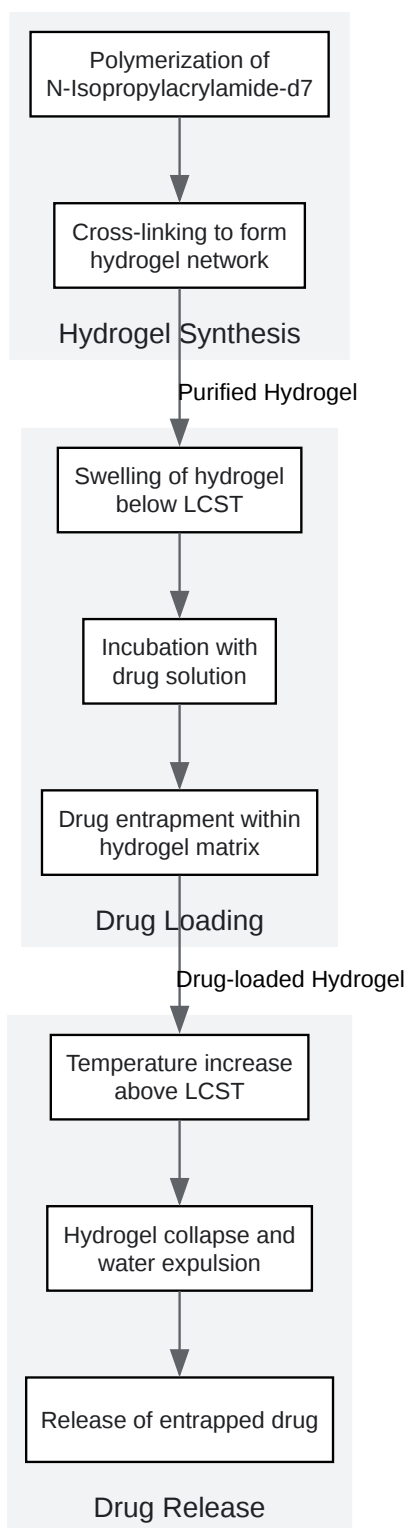 Polymerization of
N-Isopropylacrylamide-d7
Cross-linking to form
hydrogel network
Hydrogel Synthesis
Purified Hydrogel
Swelling of hydrogel
below LCST
Incubation with
drug solution
Drug entrapment within
hydrogel matrix
Drug Loading
Drug-loaded Hydrogel
Temperature increase
above LCST
Hydrogel collapse and
water expulsion
Release of entrapped drug
Drug Release